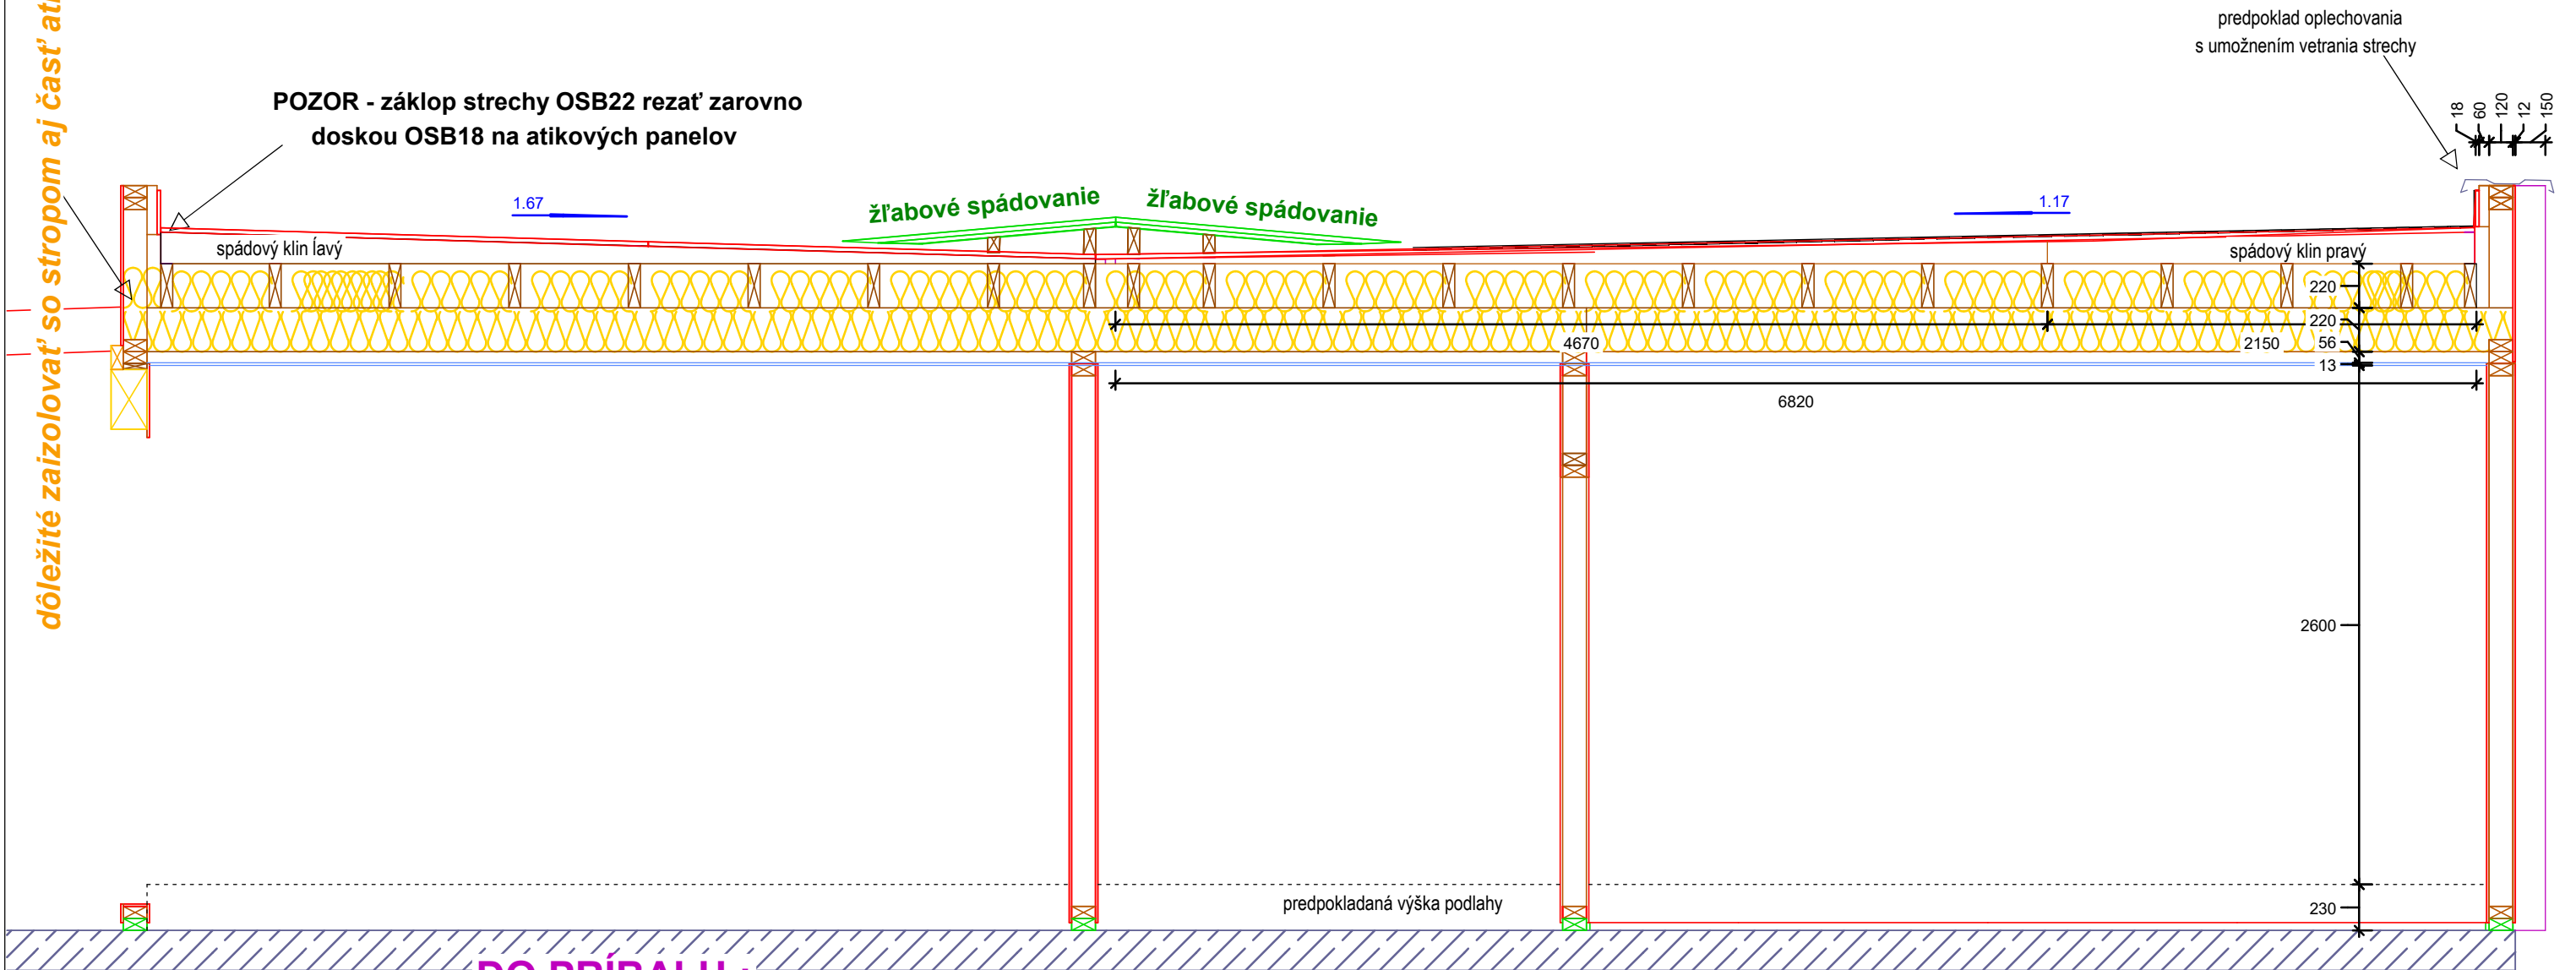 dôležité zaizolovať so stropom aj časť
predpoklad oplechovania
s umožnením vetrania strechy
POZOR - záklop strechy OSB22 rezať zarovno
doskou OSB18 na atikových panelov
18
60
120
12
150
1.67
žľabové spádovanie
žľabové spádovanie
1.17
spádový klin ĺavý
spádový klin pravý
220
220
4670
2150
56
13
6820
2600
predpokladaná výška podlahy
230